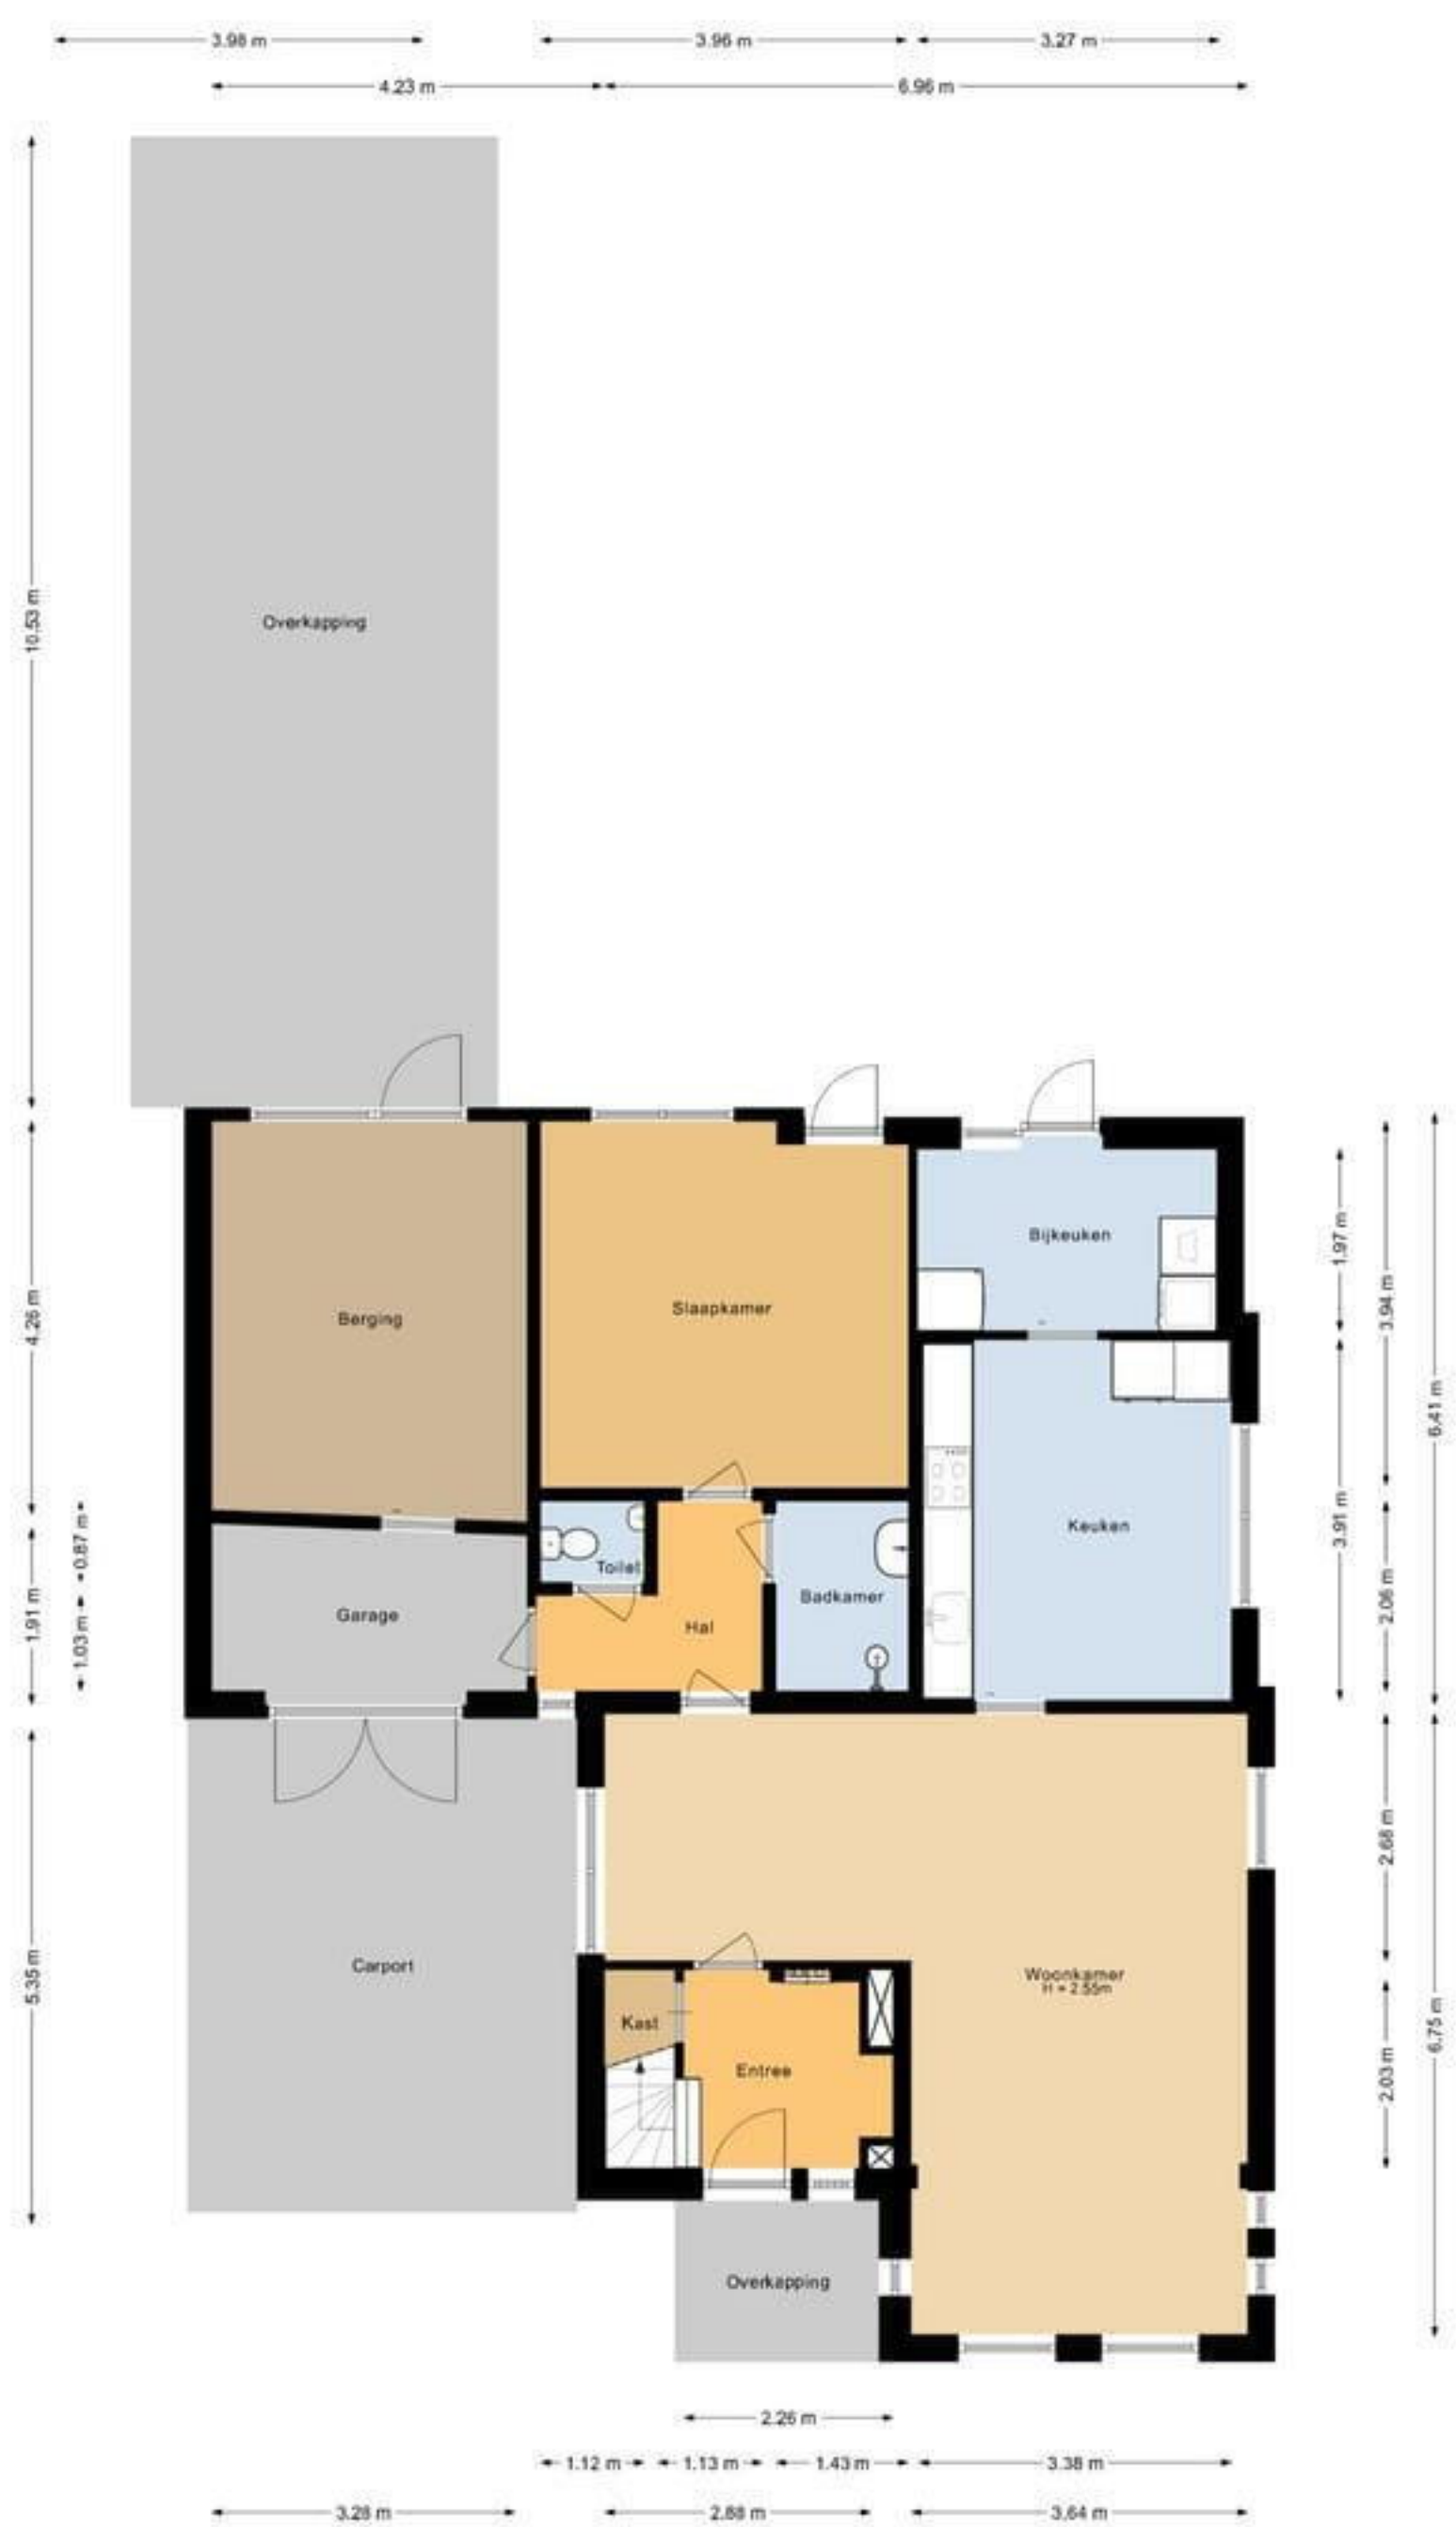 3.98 m
3.96 m
3.27 m
4.23 m
6.96 m
10.53 m
Overkapping
Bijkeuken
1.97 m
Slaapkamer
3.94 m
Berging
4.26 m
6.41 m
Keuken
3.91 m
0.87 m
Toilet
Badkamer
2.06 m
Garage
1.91 m
Hal
1.03 m
2.68 m
Carport
Woonkamer
H = 2.55m
5.35 m
Kast
6.75 m
Entree
2.03 m
Overkapping
2.26 m
1.12 m
1.13 m
1.43 m
3.38 m
3.28 m
2.88 m
3.64 m